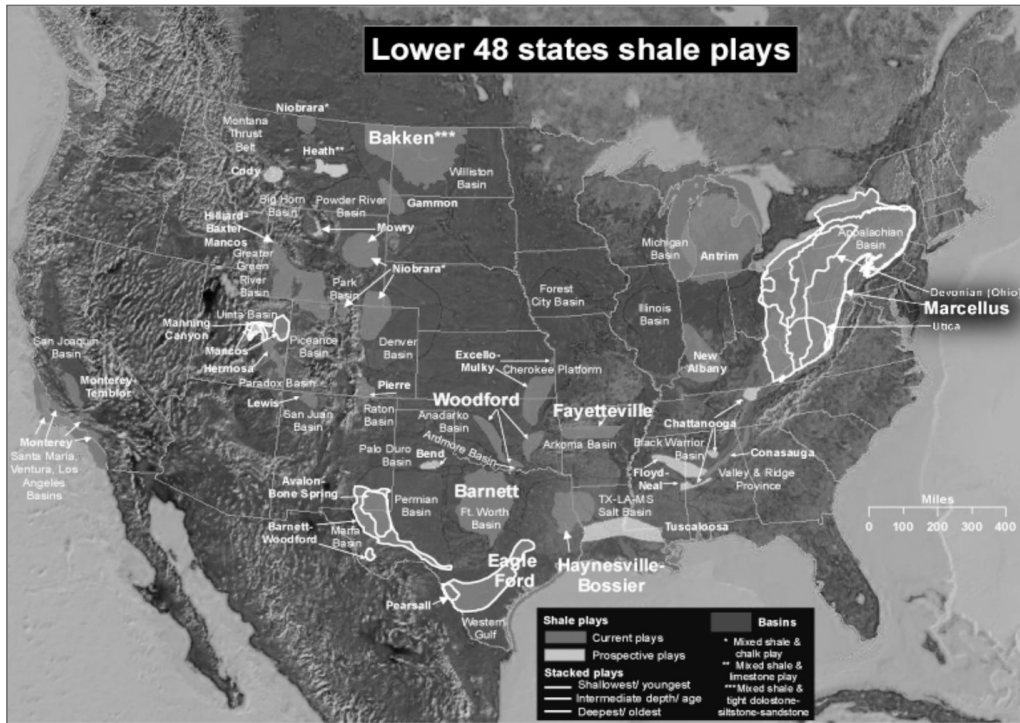 Lower 48 states shale plays
Niobrara*
Montana
Thrust
Belt
Bakken***
Heath**
Cody
Williston
Basin
Big Horn
Basin
Powder River
Basin
Gammon
Hilliard-
Baxter
Mancos
Mowry
Greater
Green
River
Basin
Niobrara*
Park
Basin
Michigan
Basin
Antrim
Appalachian
Basin
Devonian (Ohio)
Marcellus
Utica
Forest
City Basin
Illinois
Basin
Uinta Basin
Manning
Canyon
Piceance
Basin
Denver
Basin
San Joaquin
Basin
Mancos
Hermosa
Excello-
Mulky
Cherokee Platform
New
Albany
Monterey-
Temblor
Paradox Basin
Pierre
Lewis
San Juan
Basin
Raton
Basin
Woodford
Anadarko
Basin
Fayetteville
Chattanooga
Monterey
Santa Maria,
Ventura, Los
Angeles
Basins
Palo Duro
Basin
Bend
Ardmore Basin
Arkoma Basin
Black Warrior
Basin
Conasauga
Floyd-
Neal
Valley & Ridge
Province
Avalon-
Bone Spring
Permian
Basin
Barnett
Ft. Worth
Basin
TX-LA-MS
Salt Basin
Tuscaloosa
Miles
0 100 200 300 400
Barnett-
Woodford
Marfa
Basin
Eagle
Ford
Haynesville-
Bossier
Pearsall
Western
Gulf
Shale plays
Current plays
Prospective plays
Stacked plays
Shallowest/ youngest
Intermediate depth/ age
Deepest/ oldest
Basins
* Mixed shale &
chalk play
** Mixed shale &
limestone play
***Mixed shale &
tight dolostone-
siltstone-sandstone